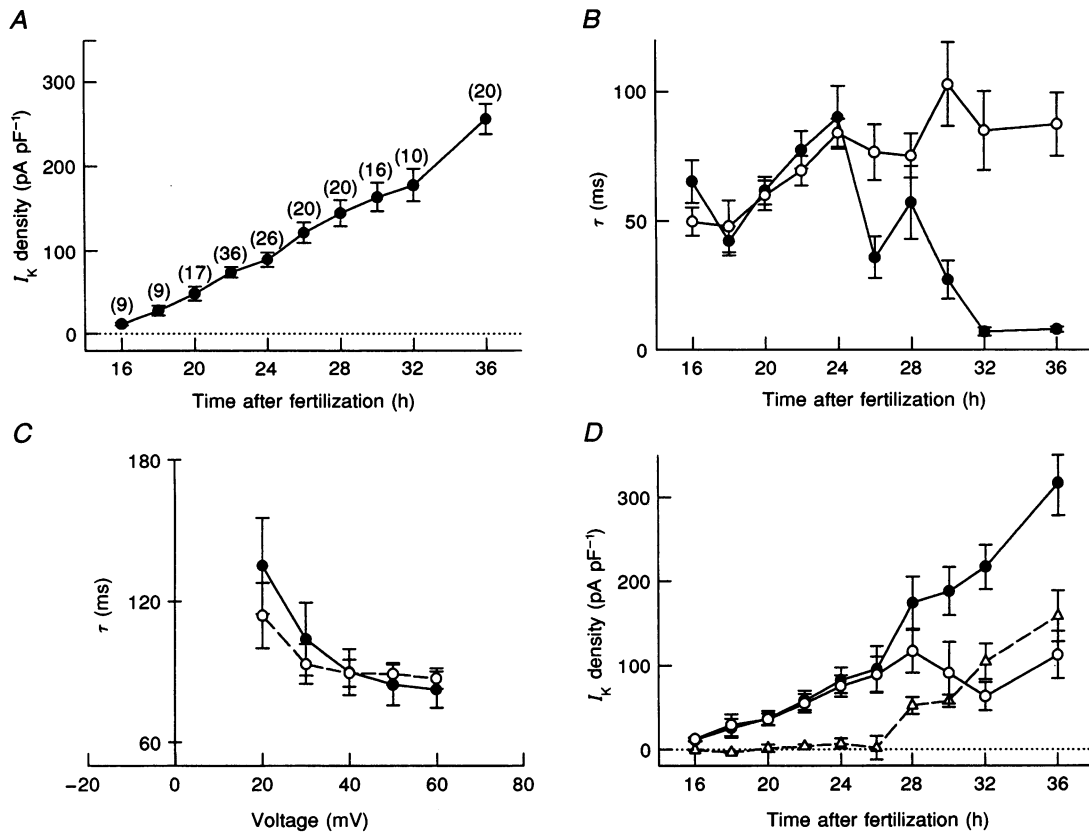 A
I_K density (pA pF⁻¹)
300
200
100
0
(9)
(9)
(17)
(36)
(26)
(20)
(20)
(16)
(10)
(20)
16 20 24 28 32 36
Time after fertilization (h)
B
τ (ms)
100
50
0
16 20 24 28 32 36
Time after fertilization (h)
C
τ (ms)
180
120
60
−20 0 20 40 60 80
Voltage (mV)
D
I_K density (pA pF⁻¹)
300
200
100
0
16 20 24 28 32 36
Time after fertilization (h)